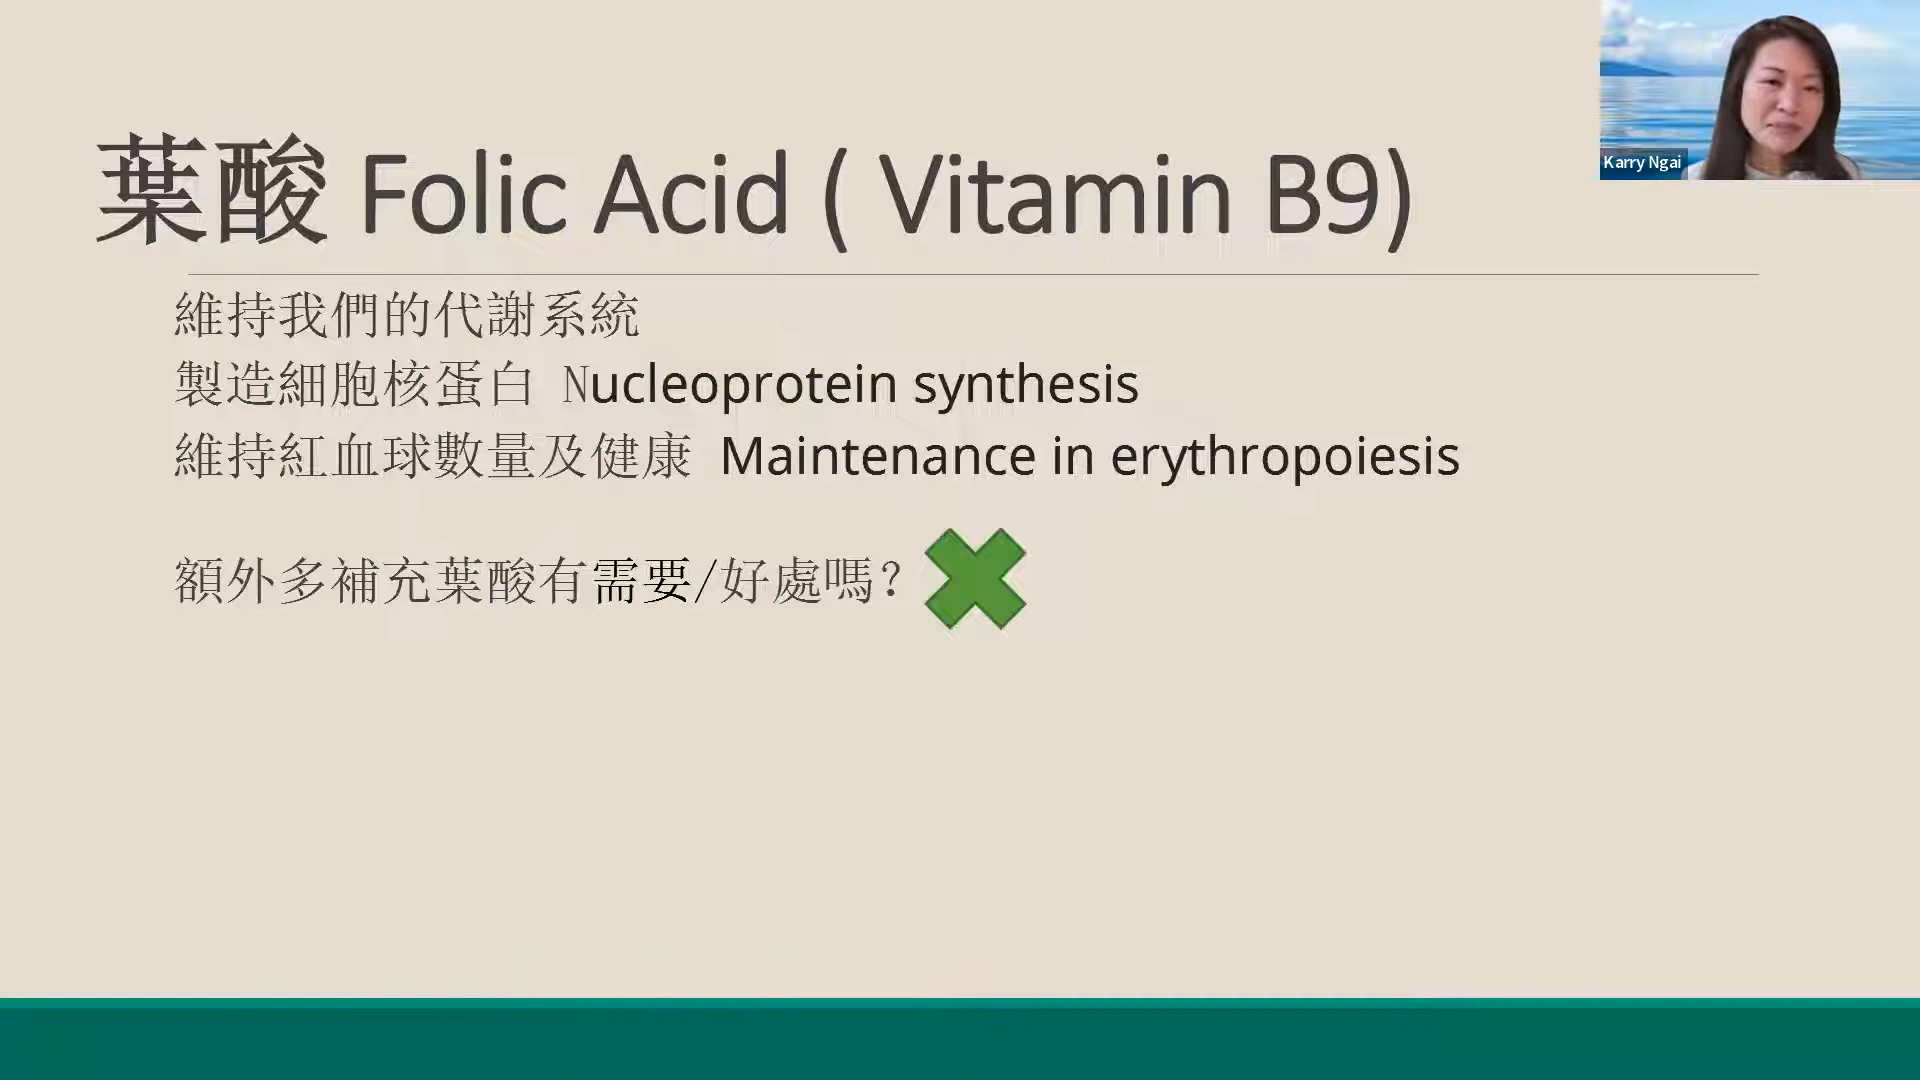 葉酸 Folic Acid ( Vitamin B9)
Karry Ngai
維持我們的代謝系統
製造細胞核蛋白 Nucleoprotein synthesis
維持紅血球數量及健康 Maintenance in erythropoiesis
額外多補充葉酸有需要/好處嗎?